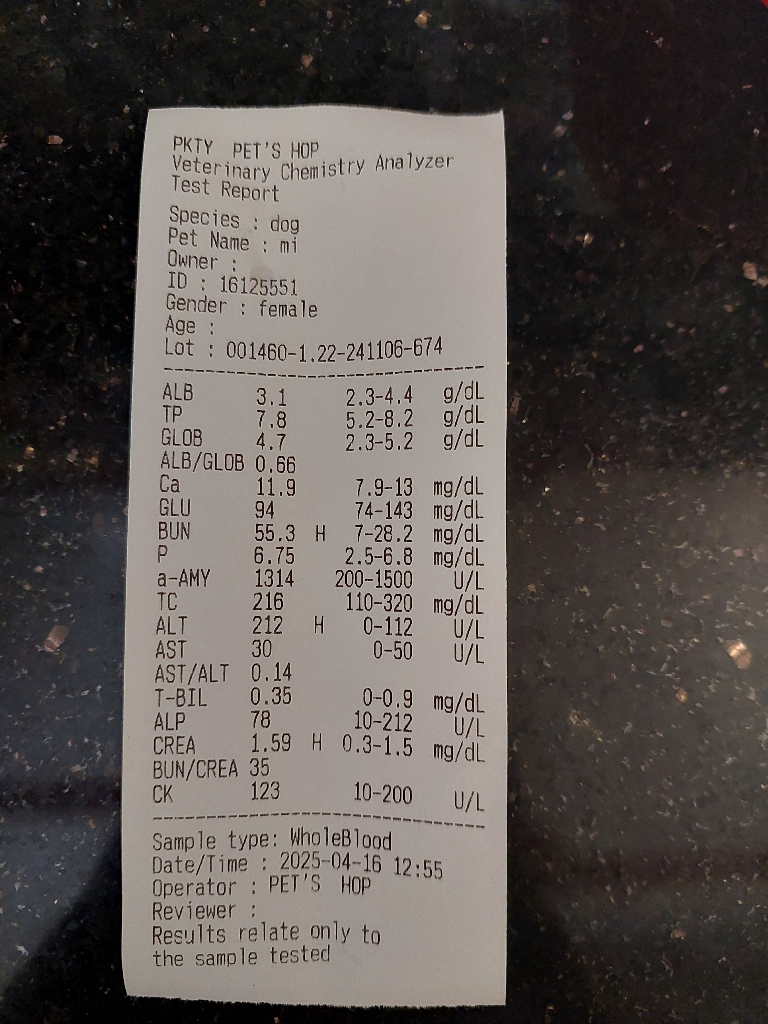 PKTY PET'S HOP
Veterinary Chemistry Analyzer
Test Report
Species : dog
Pet Name : mi
Owner :
ID : 16125551
Gender : female
Age :
Lot : 001460-1.22-241106-674
ALB 3.1 2.3-4.4 g/dL
TP 7.8 5.2-8.2 g/dL
GLOB 4.7 2.3-5.2 g/dL
ALB/GLOB 0.66
Ca 11.9 7.9-13 mg/dL
GLU 94 74-143 mg/dL
BUN 55.3 H 7-28.2 mg/dL
P 6.75 2.5-6.8 mg/dL
a-AMY 1314 200-1500 U/L
TC 216 110-320 mg/dL
ALT 212 H 0-112 U/L
AST 30 0-50 U/L
AST/ALT 0.14
T-BIL 0.35 0-0.9 mg/dL
ALP 78 10-212 U/L
CREA 1.59 H 0.3-1.5 mg/dL
BUN/CREA 35
CK 123 10-200 U/L
Sample type: WholeBlood
Date/Time : 2025-04-16 12:55
Operator : PET'S HOP
Reviewer :
Results relate only to
the sample tested